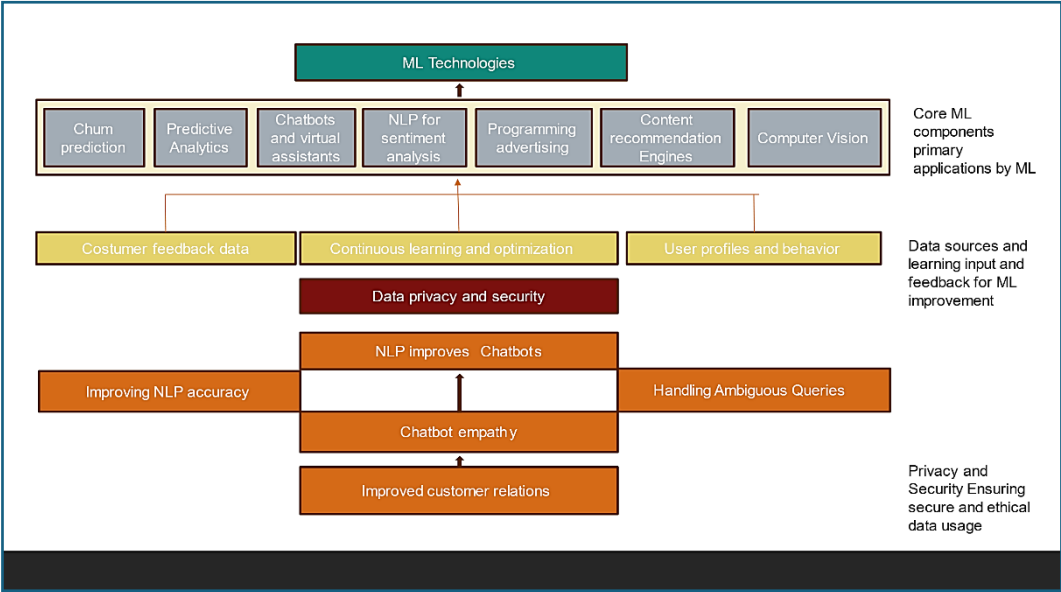 ML Technologies
Chum
prediction
Predictive
Analytics
Chatbots
and virtual
assistants
NLP for
sentiment
analysis
Programming
advertising
Content
recommendation
Engines
Computer Vision
Core ML
components
primary
applications by ML
Costumer feedback data
Continuous learning and optimization
User profiles and behavior
Data sources and
learning input and
feedback for ML
improvement
Data privacy and security
NLP improves Chatbots
Improving NLP accuracy
Handling Ambiguous Queries
Chatbot empathy
Improved customer relations
Privacy and
Security Ensuring
secure and ethical
data usage